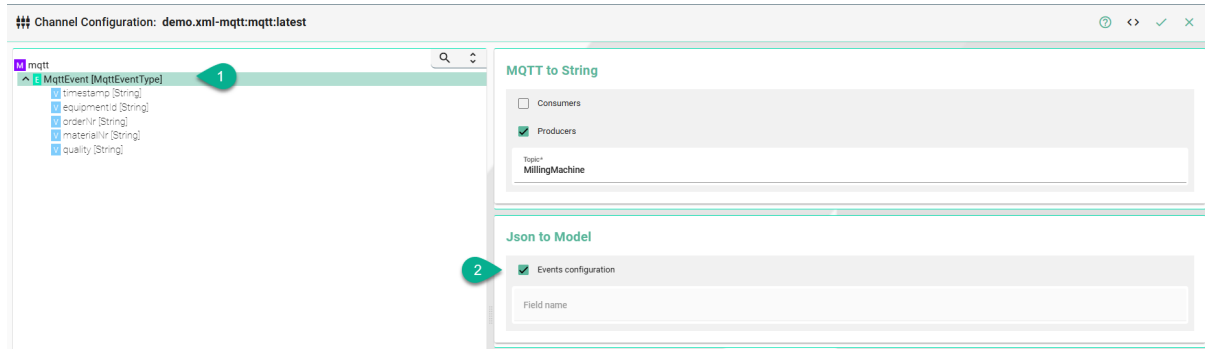 Channel Configuration: demo.xml-mqtt:mqtt:latest
M mqtt
E MqttEvent [MqttEventType]
1
V timestamp [String]
V equipmentId [String]
V orderNr [String]
V materialNr [String]
V quality [String]
MQTT to String
Consumers
Producers
Topic*
MillingMachine
Json to Model
2
Events configuration
Field name